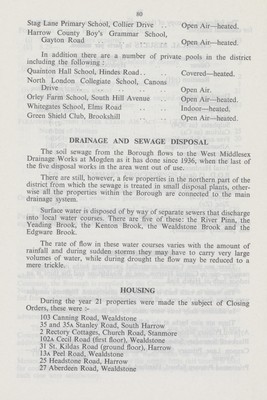 80
Stag Lane Primary School, Collier Drive .. Open Air—heated.
Harrow County Boy's Grammar School,
Gayton Road .. .. .. Open Air—heated.
In addition there are a number of private pools in the district
including the following :
Quainton Hall School, Hindes Road .. Covered—heated.
North London Collegiate School, Canons
Drive .. .. .. .. Open Air.
Orley Farm School, South Hill Avenue .. Open Air—heated.
Whitegates School, Elms Road .. Indoor—heated.
Green Shield Club, Brookshill .. .. Open Air—heated.
DRAINAGE AND SEWAGE DISPOSAL
The soil sewage from the Borough flows to the West Middlesex
Drainage Works at Mogden as it has done since 1936, when the last of
the five disposal works in the area went out of use.
There are still, however, a few properties in the northern part of the
district from which the sewage is treated in small disposal plants, other-
wise all the properties within the Borough are connected to the main
drainage system.
Surface water is disposed of by way of separate sewers that discharge
into local water courses. There are five of these: the River Pinn, the
Yeading Brook, the Kenton Brook, the Wealdstone Brook and the
Edgware Brook.
The rate of flow in these water courses varies with the amount of
rainfall and during sudden storms they may have to carry very large
volumes of water, while during drought the flow may be reduced to a
mere trickle.
HOUSING
During the year 21 properties were made the subject of Closing
Orders, these were :-
103 Canning Road, Wealdstone
35 and 35A Stanley Road, South Harrow
2 Rectory Cottages, Church Road, Stanmore
102A Cecil Road (first floor), Wealdstone
31 St. Kildas Road (ground floor), Harrow
13A Peel Road, Wealdstone
25 Headstone Road, Harrow
27 Aberdeen Road, Wealdstone